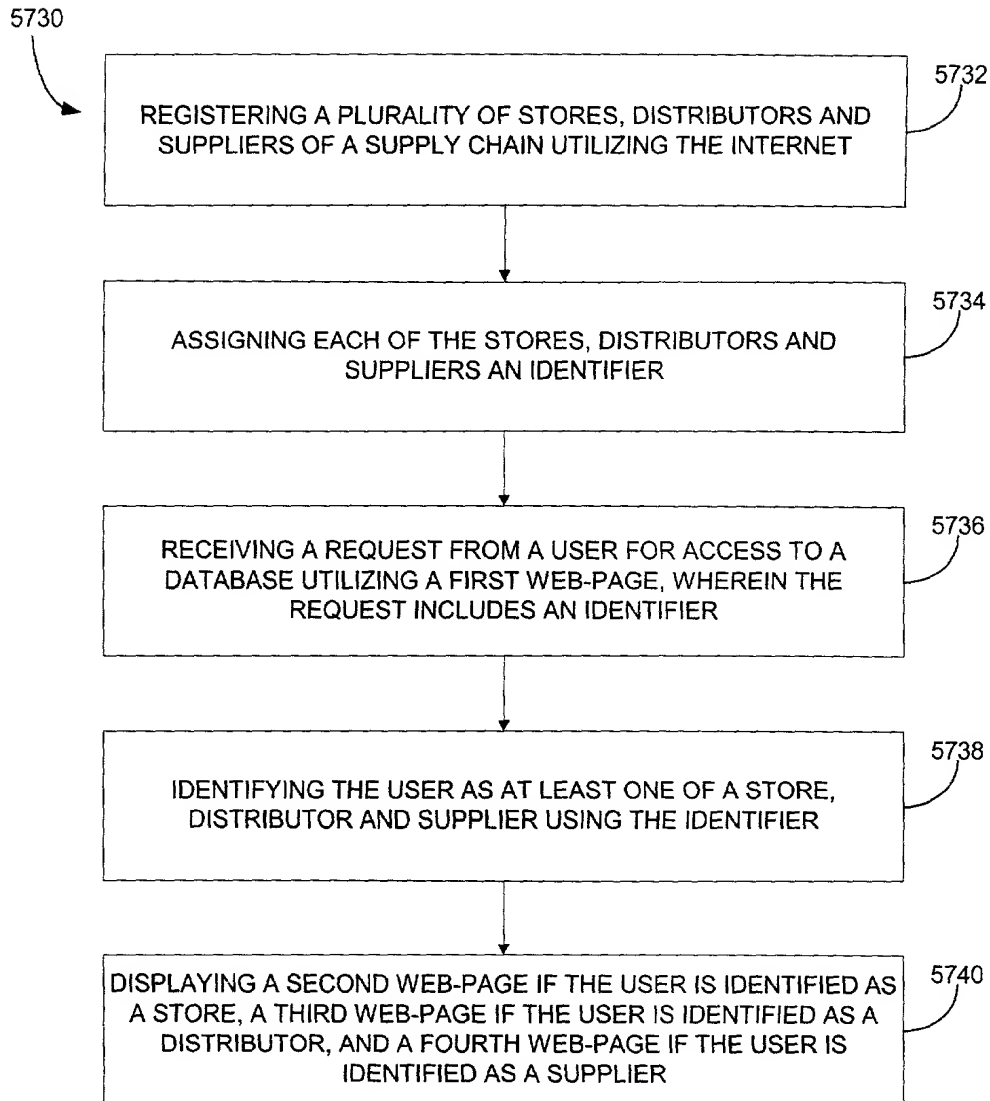 5730
5732
REGISTERING A PLURALITY OF STORES, DISTRIBUTORS AND
SUPPLIERS OF A SUPPLY CHAIN UTILIZING THE INTERNET
5734
ASSIGNING EACH OF THE STORES, DISTRIBUTORS AND
SUPPLIERS AN IDENTIFIER
5736
RECEIVING A REQUEST FROM A USER FOR ACCESS TO A
DATABASE UTILIZING A FIRST WEB-PAGE, WHEREIN THE
REQUEST INCLUDES AN IDENTIFIER
5738
IDENTIFYING THE USER AS AT LEAST ONE OF A STORE,
DISTRIBUTOR AND SUPPLIER USING THE IDENTIFIER
5740
DISPLAYING A SECOND WEB-PAGE IF THE USER IS IDENTIFIED AS
A STORE, A THIRD WEB-PAGE IF THE USER IS IDENTIFIED AS A
DISTRIBUTOR, AND A FOURTH WEB-PAGE IF THE USER IS
IDENTIFIED AS A SUPPLIER